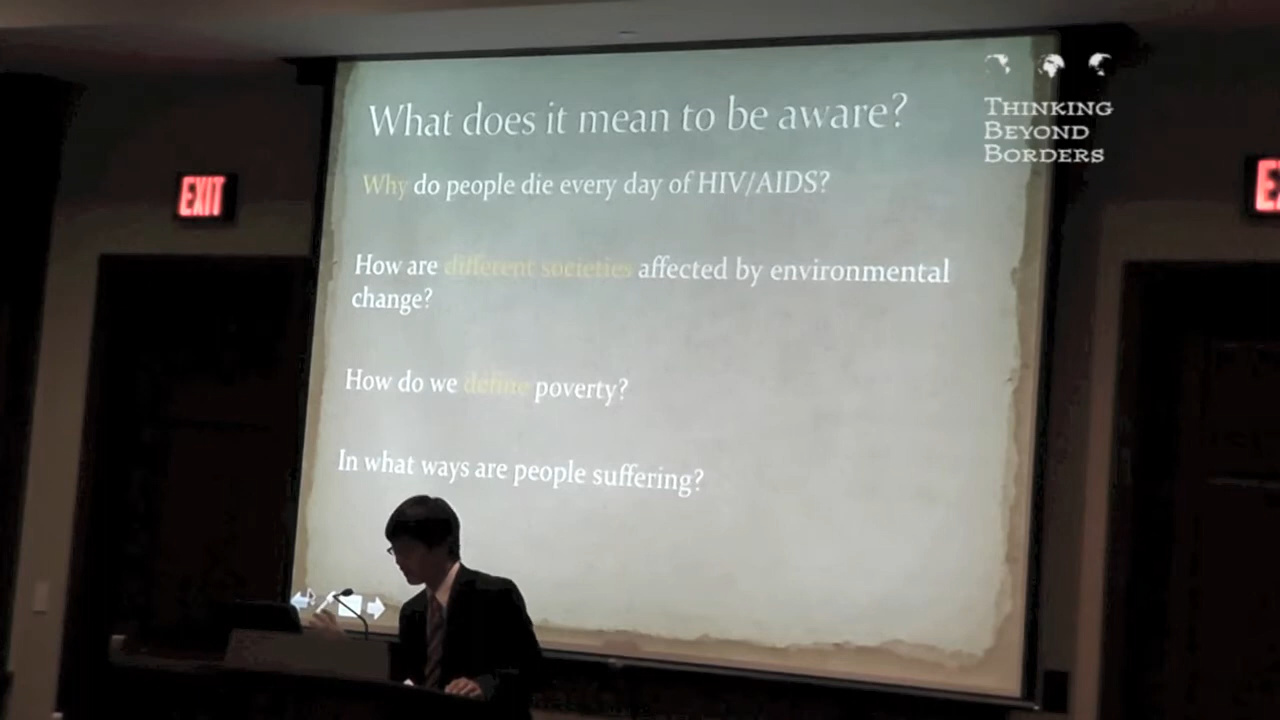 What does it mean to be aware?
Why do people die every day of HIV/AIDS?
How are different societies affected by environmental
change?
How do we define poverty?
In what ways are people suffering?
THINKING
BEYOND
BORDERS
EXIT
E